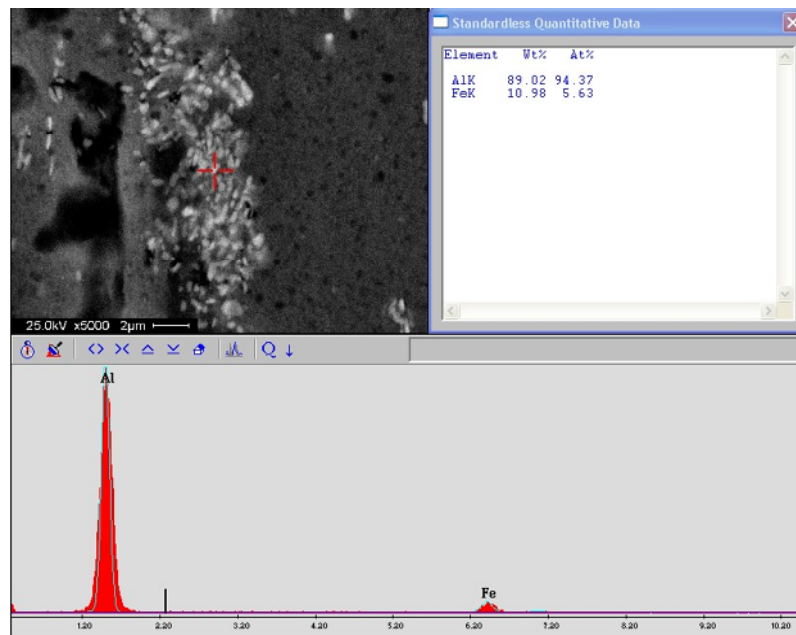 Standardless Quantitative Data
Element Wt% At%
AlK 89.02 94.37
FeK 10.98 5.63
25.0kV x5000 2µm
Q
Al
Fe
1.20 2.20 3.20 4.20 5.20 6.20 7.20 8.20 9.20 10.20